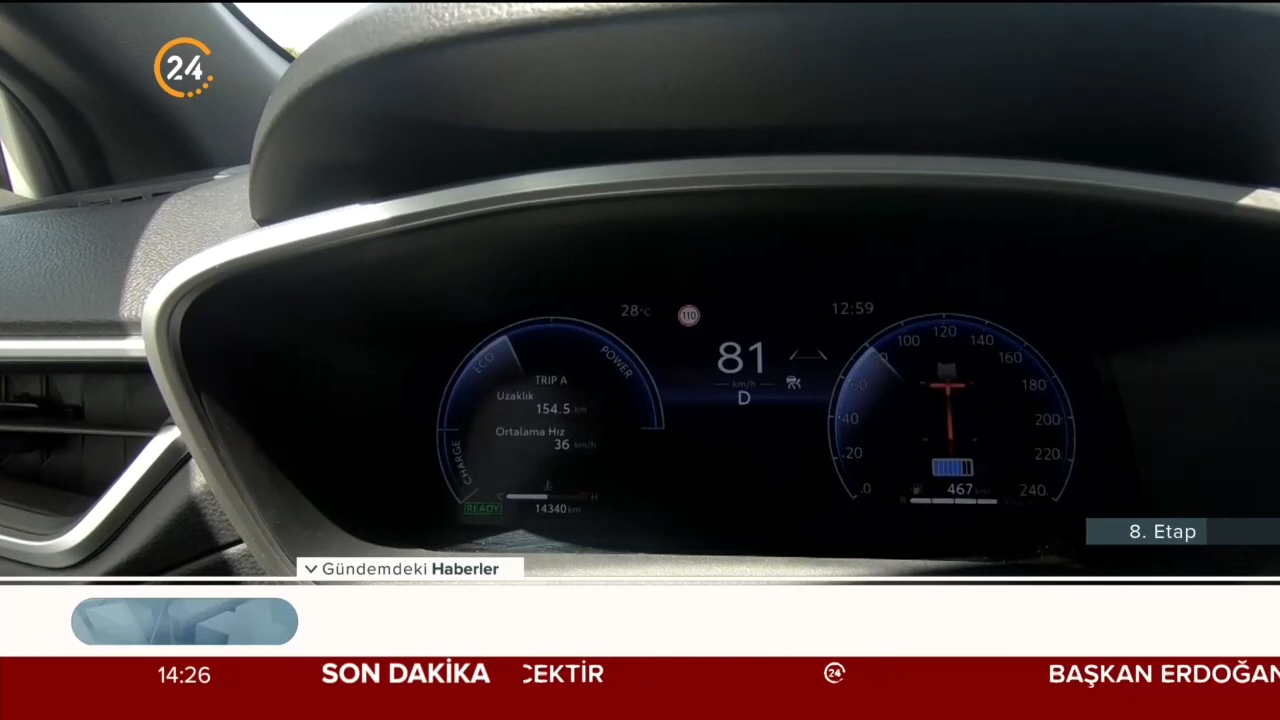 24
28°C
110
12:59
ECO
POWER
CHARGE
TRIP A
Uzaklık
154.5 km
Ortalama Hız
36 km/h
C H
READY
14340 km
81
km/h
D
0
20
40
60
80
100
120
140
160
180
200
220
240
467 km
R
8. Etap
Gündemdeki Haberler
14:26
SON DAKİKA
CEKTİR
24
BAŞKAN ERDOĞAN